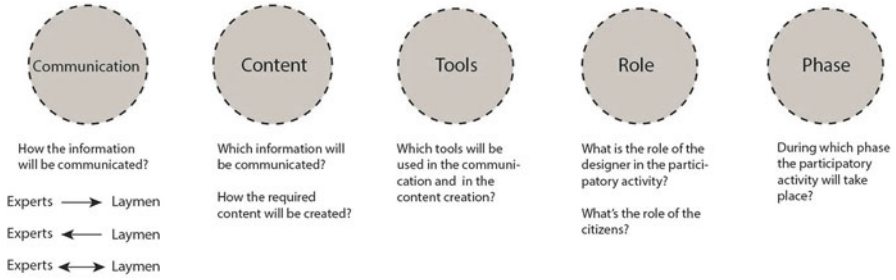 Communication
Content
Tools
Role
Phase
How the information
will be communicated?
Experts → Laymen
Experts ← Laymen
Experts ↔ Laymen
Which information will
be communicated?
How the required
content will be created?
Which tools will be
used in the communi-
cation and in the
content creation?
What is the role of the
designer in the partici-
patory activity?
What's the role of the
citizens?
During which phase
the participatory
activity will take
place?